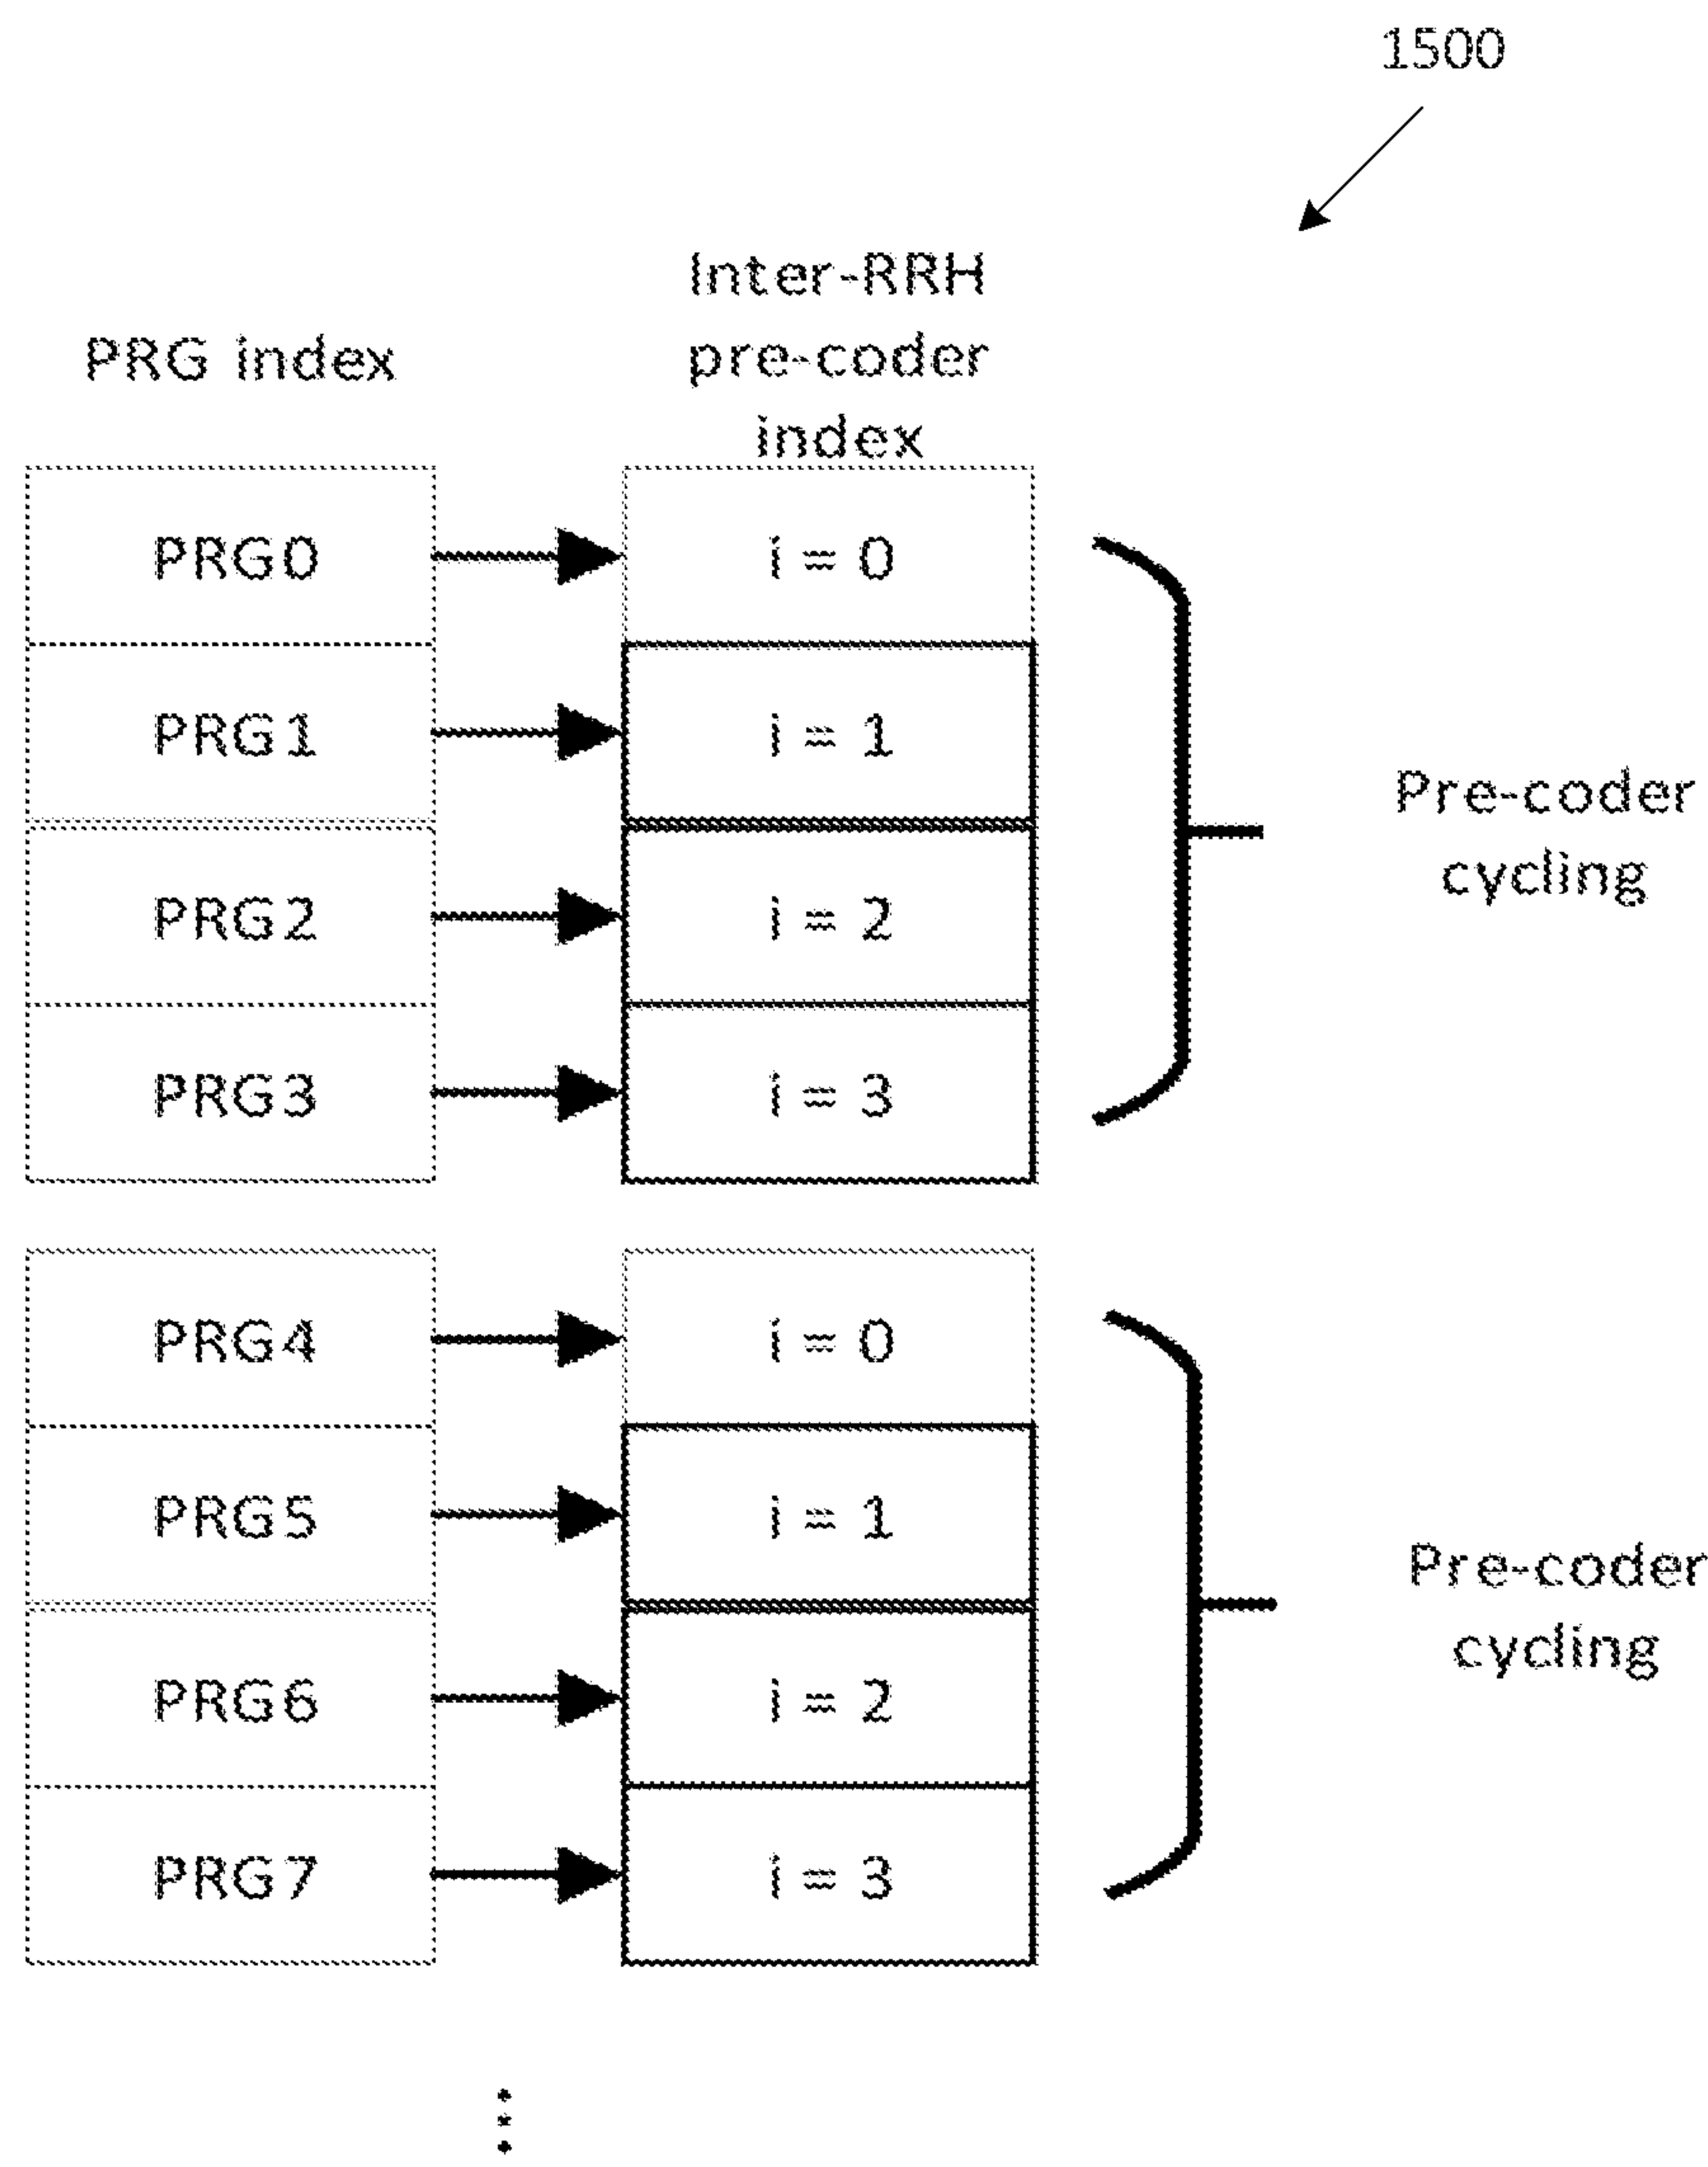 1500
PRG index
Inter-RRH
pre-coder
index
PRG0
i = 0
PRG1
i = 1
PRG2
i = 2
PRG3
i = 3
Pre-coder
cycling
PRG4
i = 0
PRG5
i = 1
PRG6
i = 2
PRG7
i = 3
Pre-coder
cycling